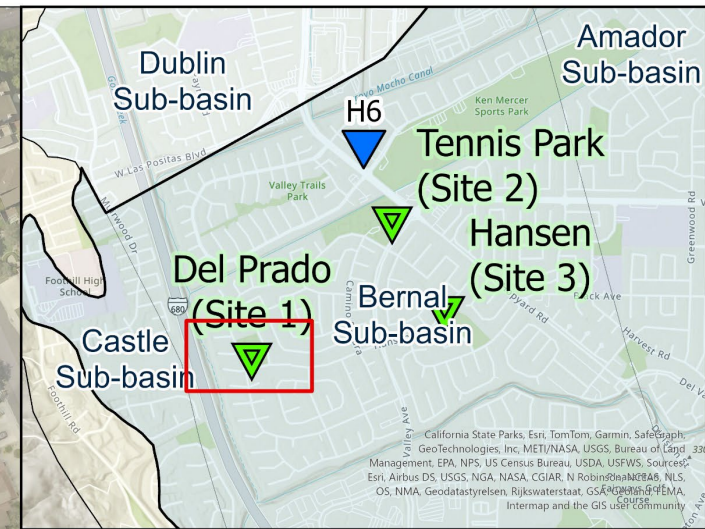 Dublin
Sub-basin
Amador
Sub-basin
H6
Ken Mercer
Sports Park
W Las Positas Blvd
Valley Trails
Park
Tennis Park
(Site 2)
Hansen
(Site 3)
Greenwood Rd
Foothill High
School
680
Del Prado
(Site 1)
Bernal
Sub-basin
Castle
Sub-basin
Harvest Rd
Foothill Rd
Valley Ave
California State Parks, Esri, TomTom, Garmin, SafeGraph,
GeoTechnologies, Inc, METI/NASA, USGS, Bureau of Land
Management, EPA, NPS, US Census Bureau, USDA, USFWS, Sources:
Esri, Airbus DS, USGS, NGA, NASA, CGIAR, N Robinson, NCEAS, NLS,
OS, NMA, Geodatastyrelsen, Rijkswaterstaat, GSA, Geoland, FEMA,
Intermap and the GIS user community
Course